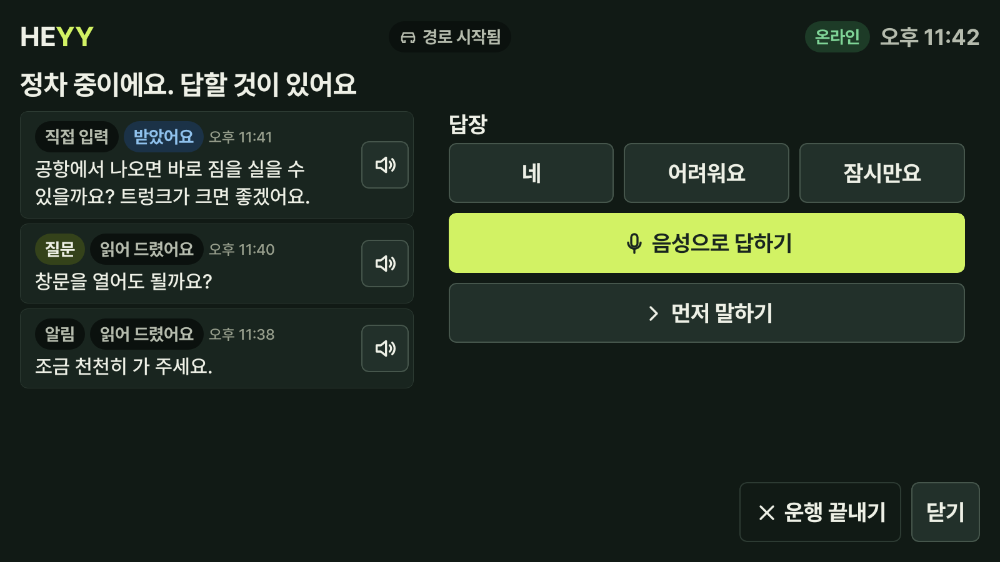 HEYY
경로 시작됨
온라인 오후 11:42
정차 중이에요. 답할 것이 있어요
직접 입력 받았어요 오후 11:41
공항에서 나오면 바로 짐을 실을 수
있을까요? 트렁크가 크면 좋겠어요.
질문 읽어 드렸어요 오후 11:40
창문을 열어도 될까요?
알림 읽어 드렸어요 오후 11:38
조금 천천히 가 주세요.
답장
네 어려워요 잠시만요
음성으로 답하기
먼저 말하기
운행 끝내기 닫기